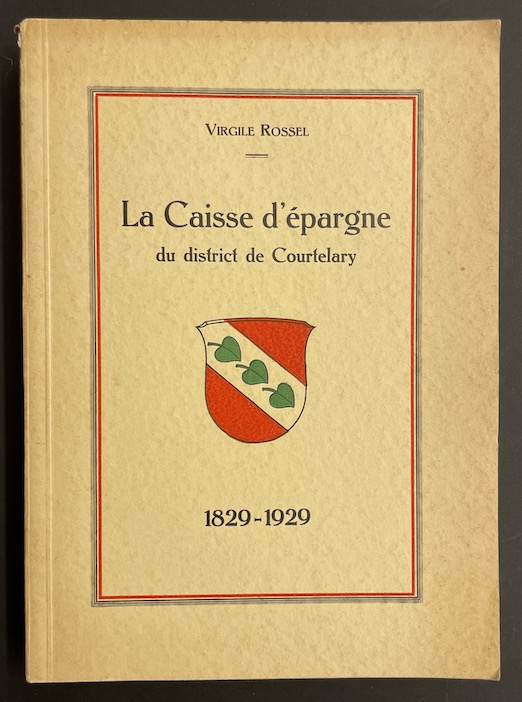 Virgile Rossel
La Caisse d'épargne
du district de Courtelary
1829-1929